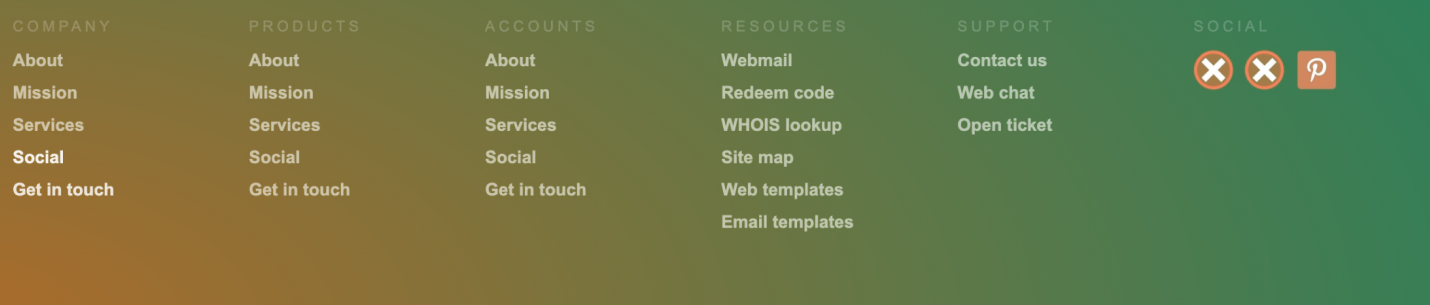 COMPANY
About
Mission
Services
Social
Get in touch
PRODUCTS
About
Mission
Services
Social
Get in touch
ACCOUNTS
About
Mission
Services
Social
Get in touch
RESOURCES
Webmail
Redeem code
WHOIS lookup
Site map
Web templates
Email templates
SUPPORT
Contact us
Web chat
Open ticket
SOCIAL